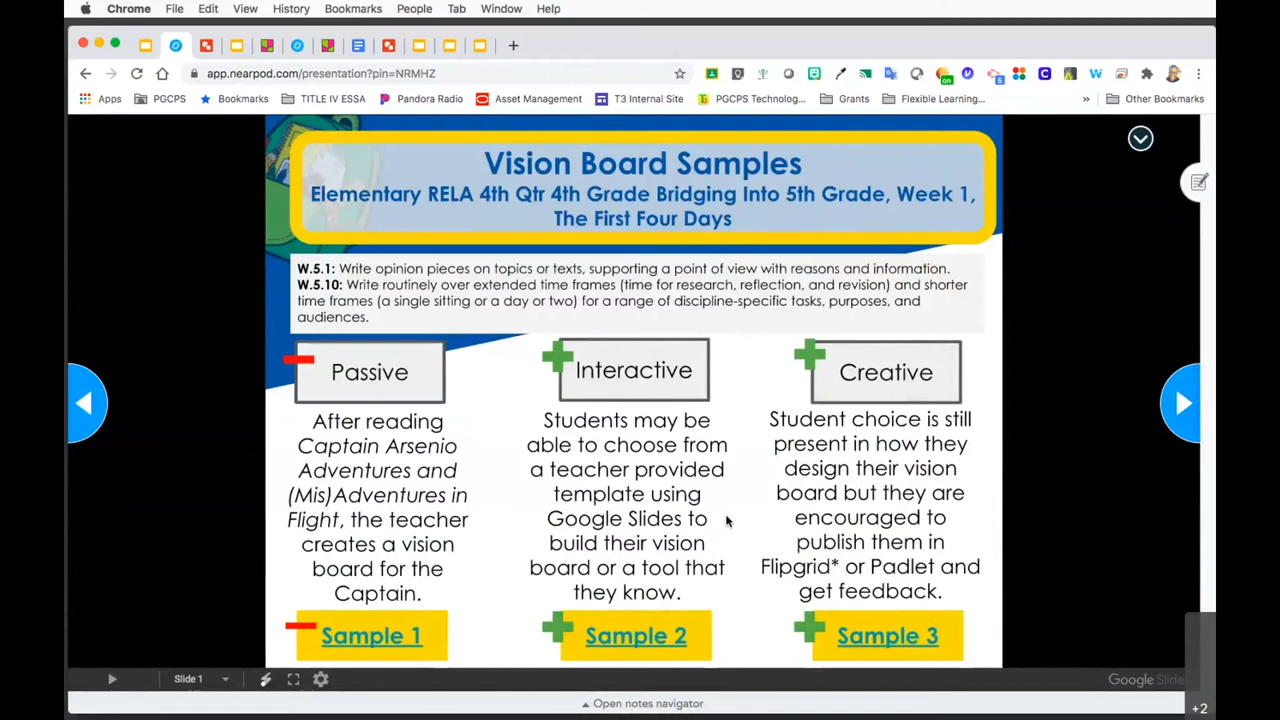 Chrome File Edit View History Bookmarks People Tab Window Help
app.nearpod.com/presentation?pin=NRMHZ
on 5
Apps PGCPS Bookmarks TITLE IV ESSA Pandora Radio Asset Management T3 Internal Site PGCPS Technolog... Grants Flexible Learning... » Other Bookmarks
Vision Board Samples
Elementary RELA 4th Qtr 4th Grade Bridging Into 5th Grade, Week 1,
The First Four Days
W.5.1: Write opinion pieces on topics or texts, supporting a point of view with reasons and information.
W.5.10: Write routinely over extended time frames (time for research, reflection, and revision) and shorter
time frames (a single sitting or a day or two) for a range of discipline-specific tasks, purposes, and
audiences.
Passive
After reading
Captain Arsenio
Adventures and
(Mis)Adventures in
Flight, the teacher
creates a vision
board for the
Captain.
Sample 1
Interactive
Students may be
able to choose from
a teacher provided
template using
Google Slides to
build their vision
board or a tool that
they know.
Sample 2
Creative
Student choice is still
present in how they
design their vision
board but they are
encouraged to
publish them in
Flipgrid* or Padlet and
get feedback.
Sample 3
Slide 1
Google Slide
Open notes navigator
+2